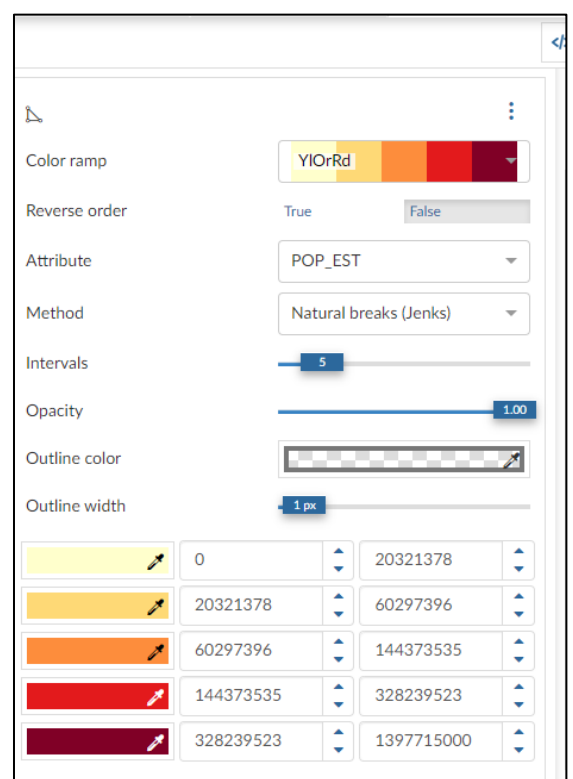 </>
Color ramp YlOrRd
Reverse order True False
Attribute POP_EST
Method Natural breaks (Jenks)
Intervals 5
Opacity 1.00
Outline color
Outline width 1 px
0 20321378
20321378 60297396
60297396 144373535
144373535 328239523
328239523 1397715000